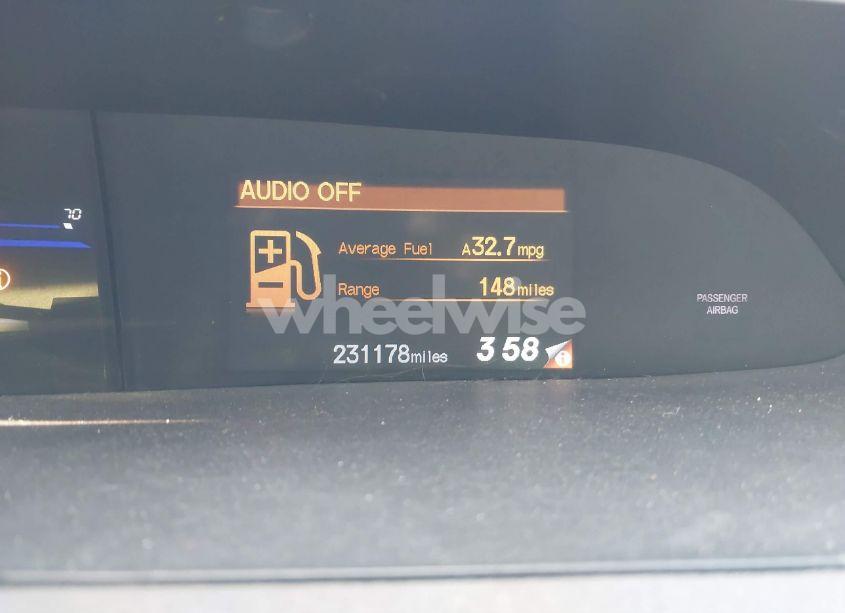 70
AUDIO OFF
Average Fuel A32.7mpg
Range 148miles
wheelwise
231178miles 3 58
PASSENGER
AIRBAG